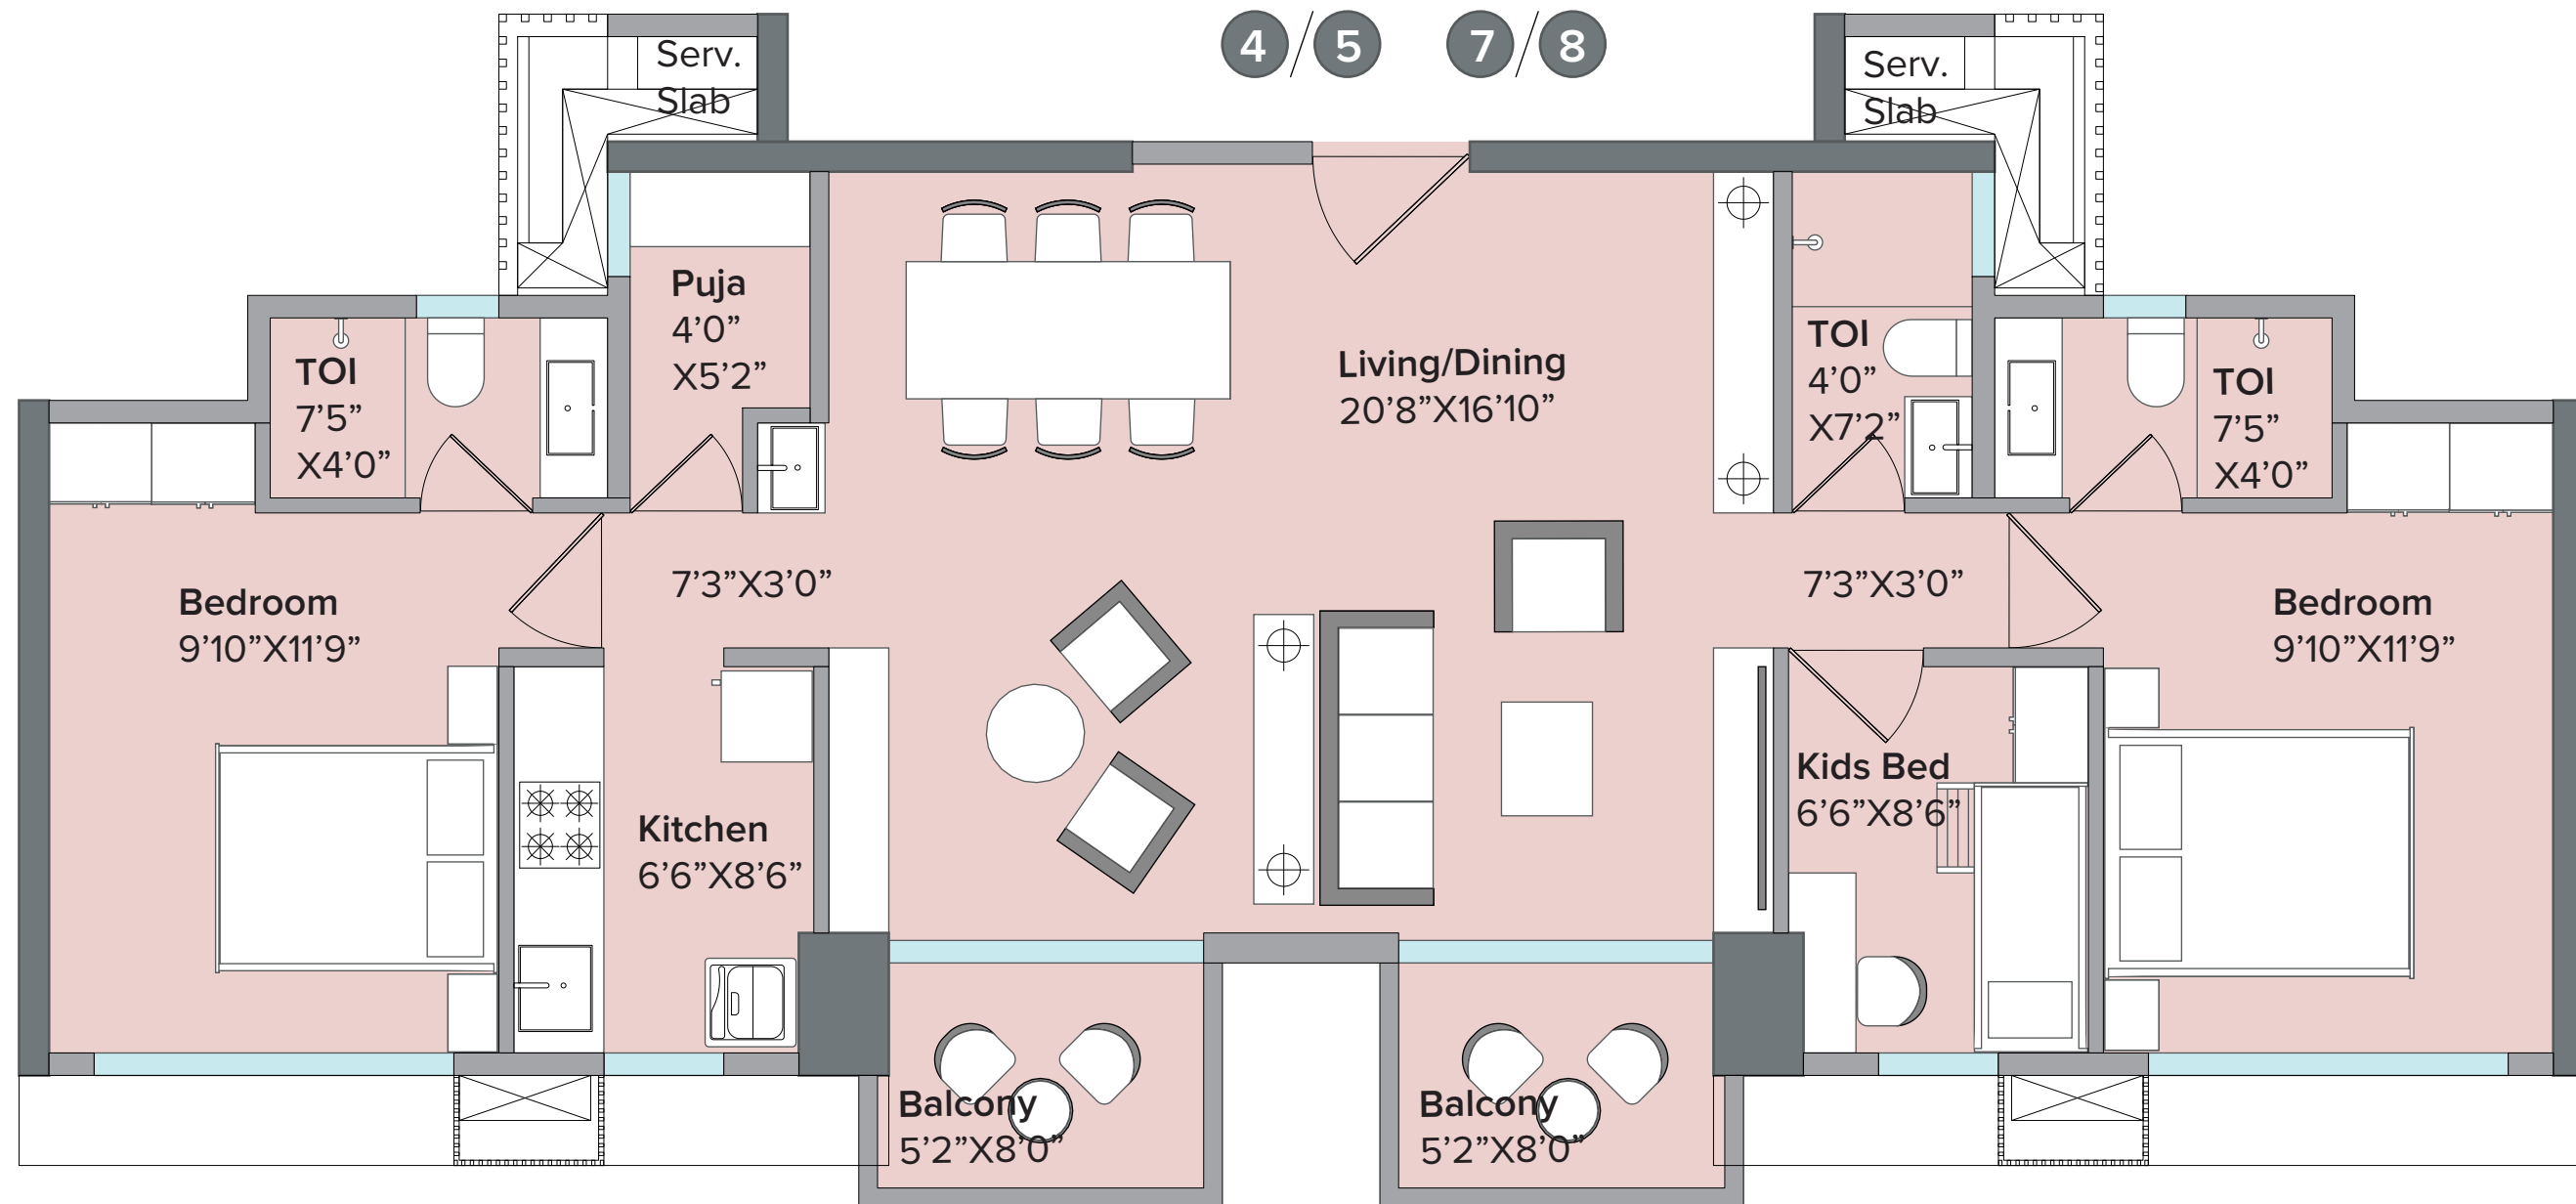 4 / 5 7 / 8
Serv.
Slab
Serv.
Slab
Puja
4’0”
X5’2”
TOI
7’5”
X4’0”
Living/Dining
20’8”X16’10”
TOI
4’0”
X7’2”
TOI
7’5”
X4’0”
Bedroom
9’10”X11’9”
7’3”X3’0”
7’3”X3’0”
Bedroom
9’10”X11’9”
Kitchen
6’6”X8’6”
Kids Bed
6’6”X8’6”
Balcony
5’2”X8’0”
Balcony
5’2”X8’0”